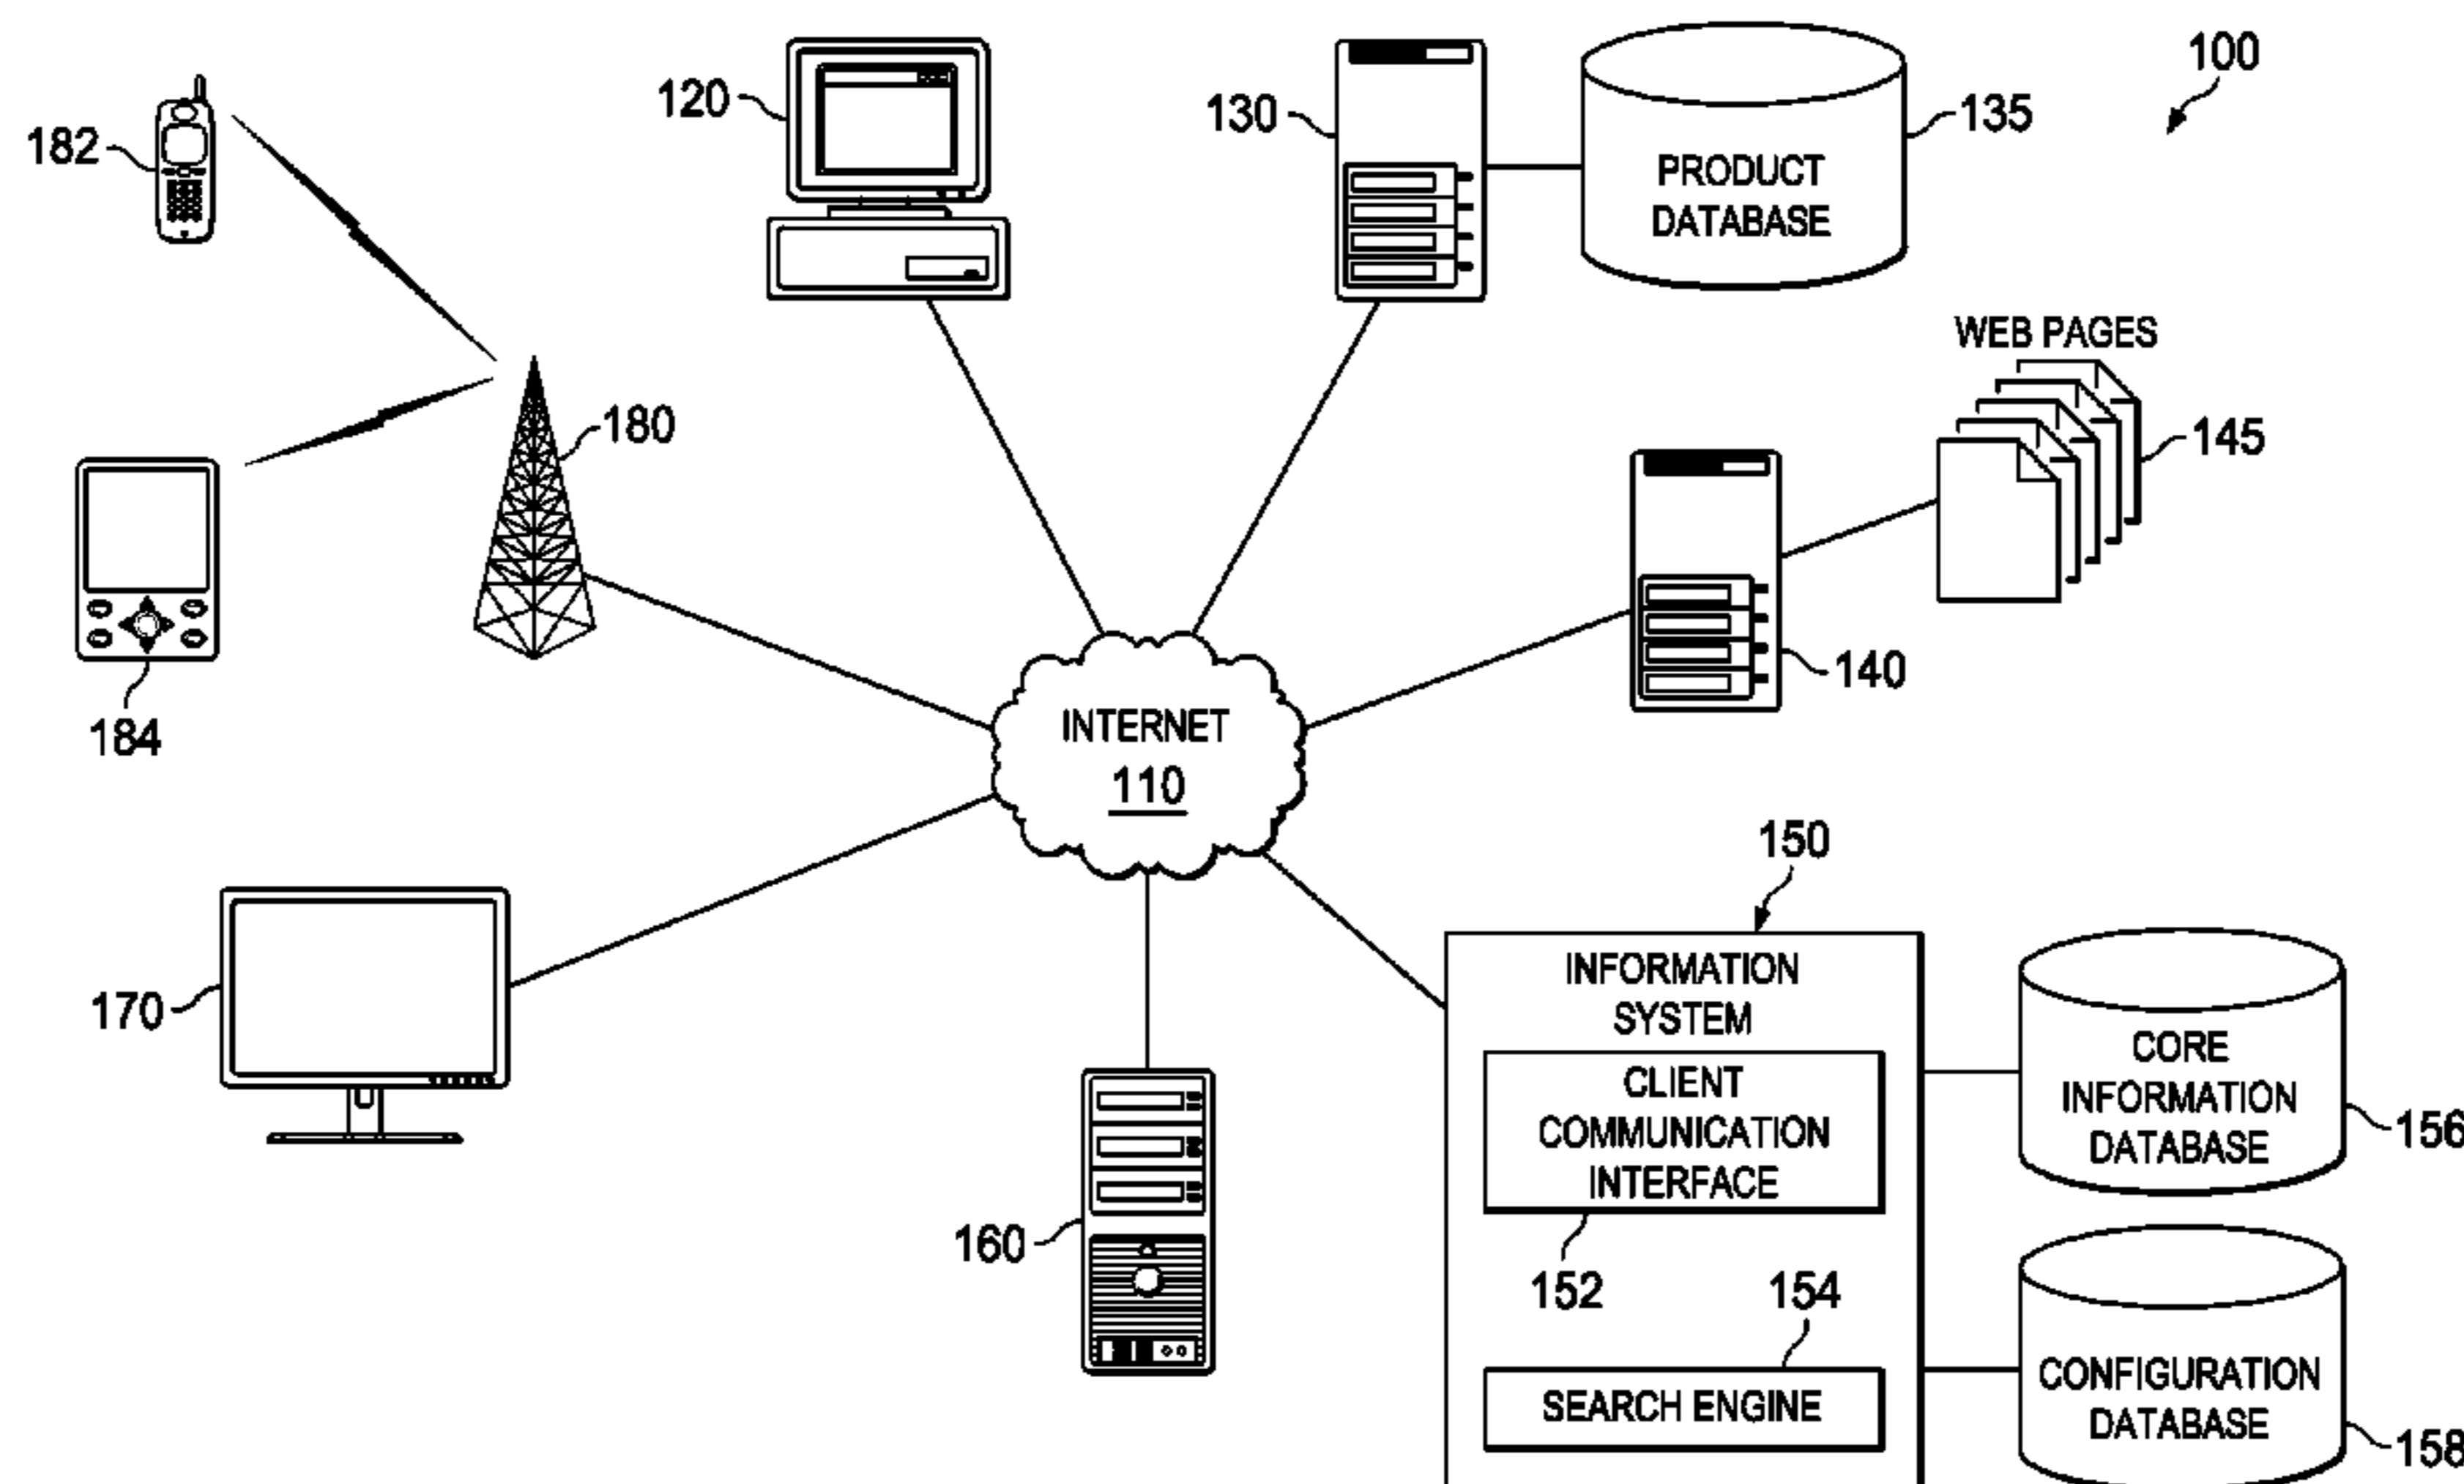 100
182
120
130
135
PRODUCT
DATABASE
WEB PAGES
145
180
140
184
INTERNET
110
150
170
INFORMATION
SYSTEM
CLIENT
COMMUNICATION
INTERFACE
152
154
SEARCH ENGINE
160
CORE
INFORMATION
DATABASE
156
CONFIGURATION
DATABASE
158